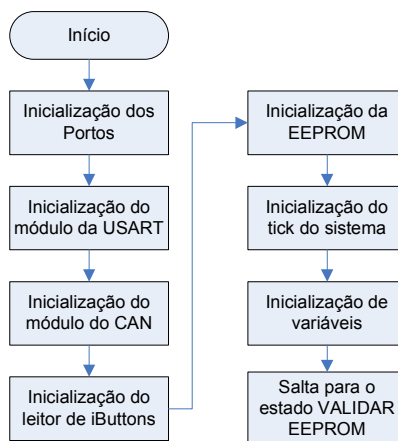 Início
Inicialização dos
Portos
Inicialização do
módulo da USART
Inicialização do
módulo do CAN
Inicialização do
leitor de iButtons
Inicialização da
EEPROM
Inicialização do
tick do sistema
Inicialização de
variáveis
Salta para o
estado VALIDAR
EEPROM